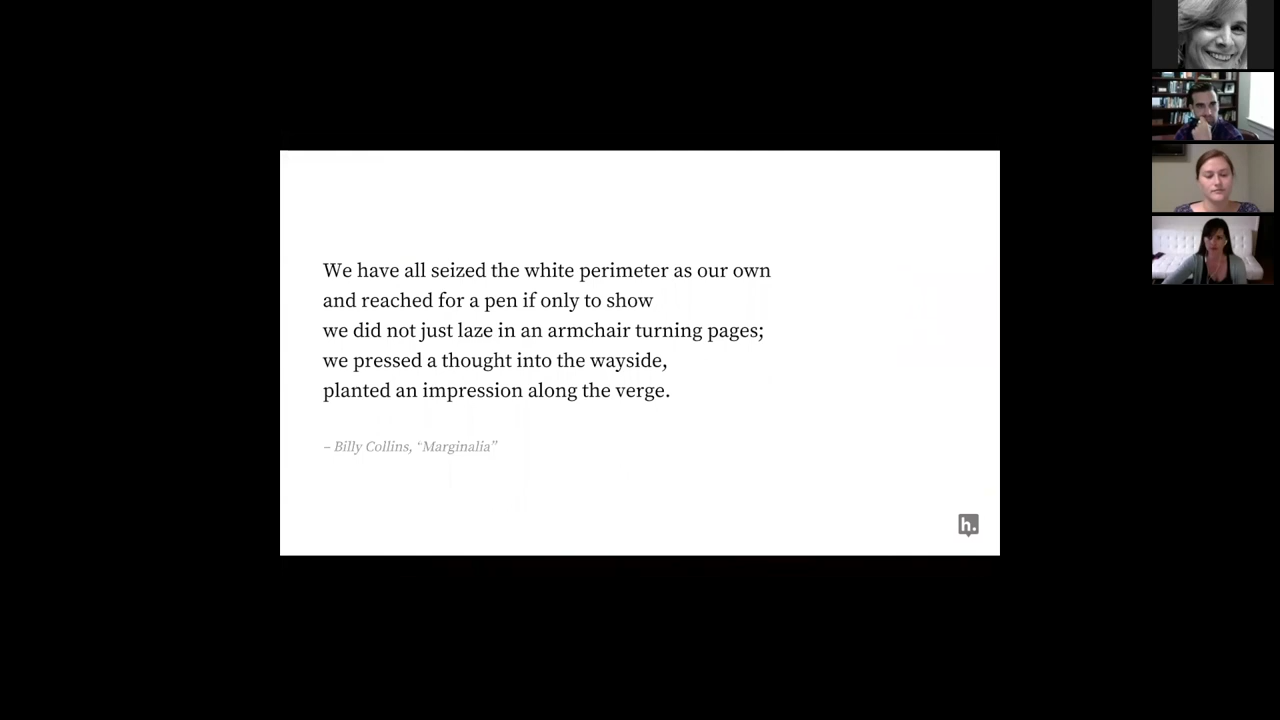 We have all seized the white perimeter as our own
and reached for a pen if only to show
we did not just laze in an armchair turning pages;
we pressed a thought into the wayside,
planted an impression along the verge.
– Billy Collins, “Marginalia”
h.